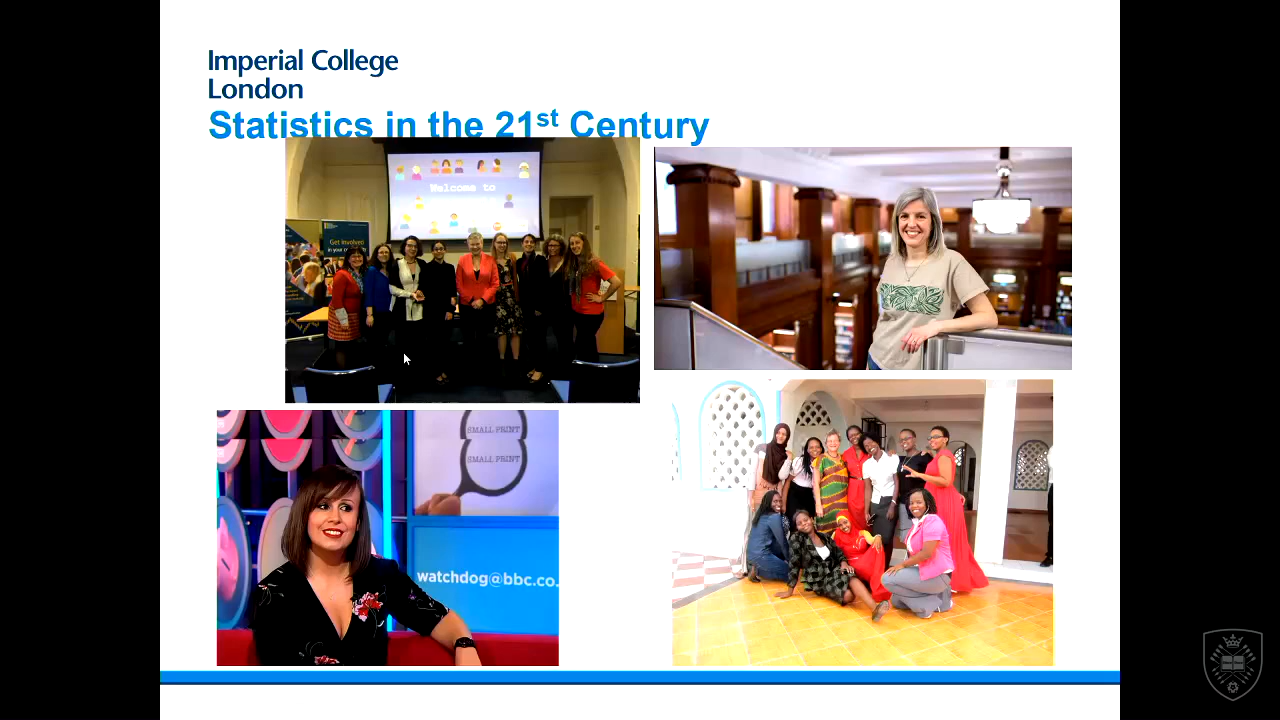 Imperial College
London
Statistics in the 21st Century
Welcome to
Get involved
SMALL PRINT
SMALL PRINT
watchdog@bbc.co.